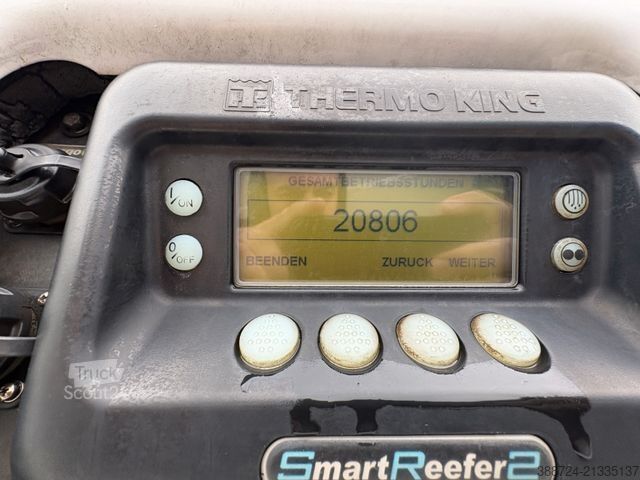 THERMO KING
GESAMTBETRIEBSSTUNDEN
20806
BEENDEN ZURUCK WEITER
I/ON
0/OFF
Truck
Scout24
SmartReefer2
388724-21335137